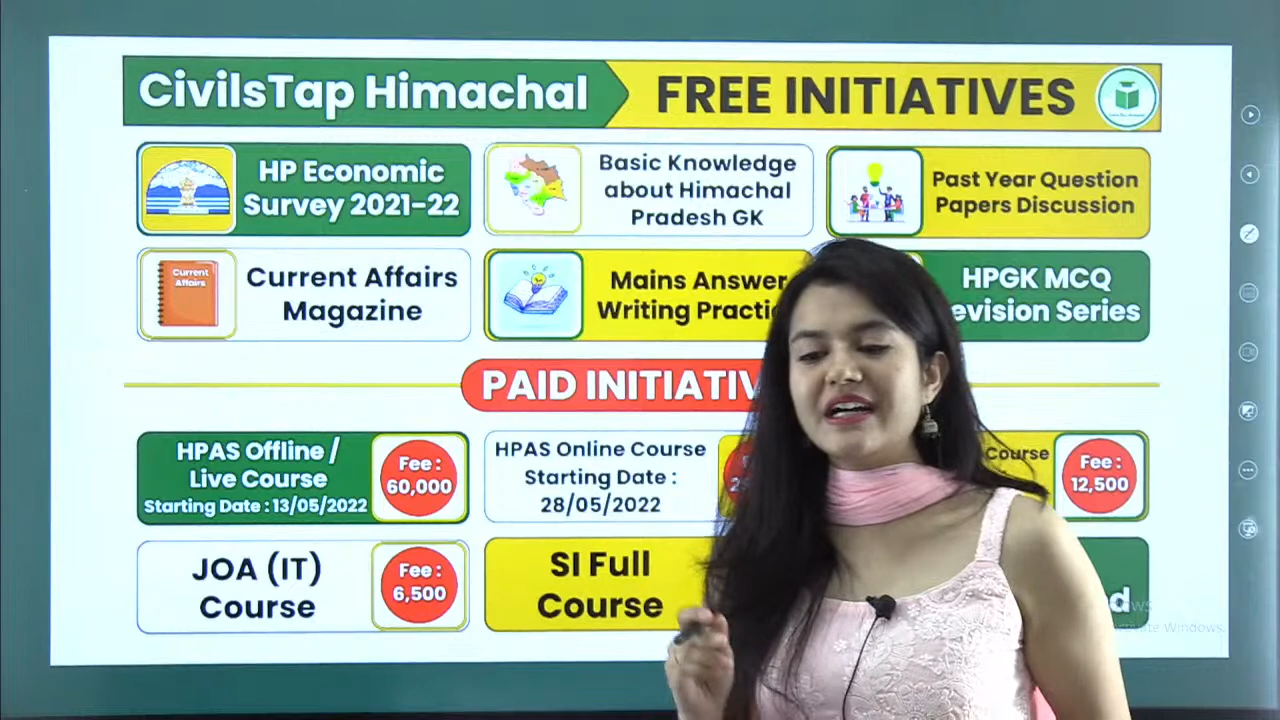 CivilsTap Himachal
FREE INITIATIVES
HP Economic
Survey 2021-22
Basic Knowledge
about Himachal
Pradesh GK
Past Year Question
Papers Discussion
Current
Affairs
Current Affairs
Magazine
Mains Answer
Writing
HPGK MCQ
Series
PAID
HPAS Offline /
Live Course
Starting Date : 13/05/2022
Fee :
60,000
HPAS Online Course
Starting Date :
28/05/2022
Course
Fee :
12,500
JOA (IT)
Course
Fee :
6,500
SI Full
Course
Windows.